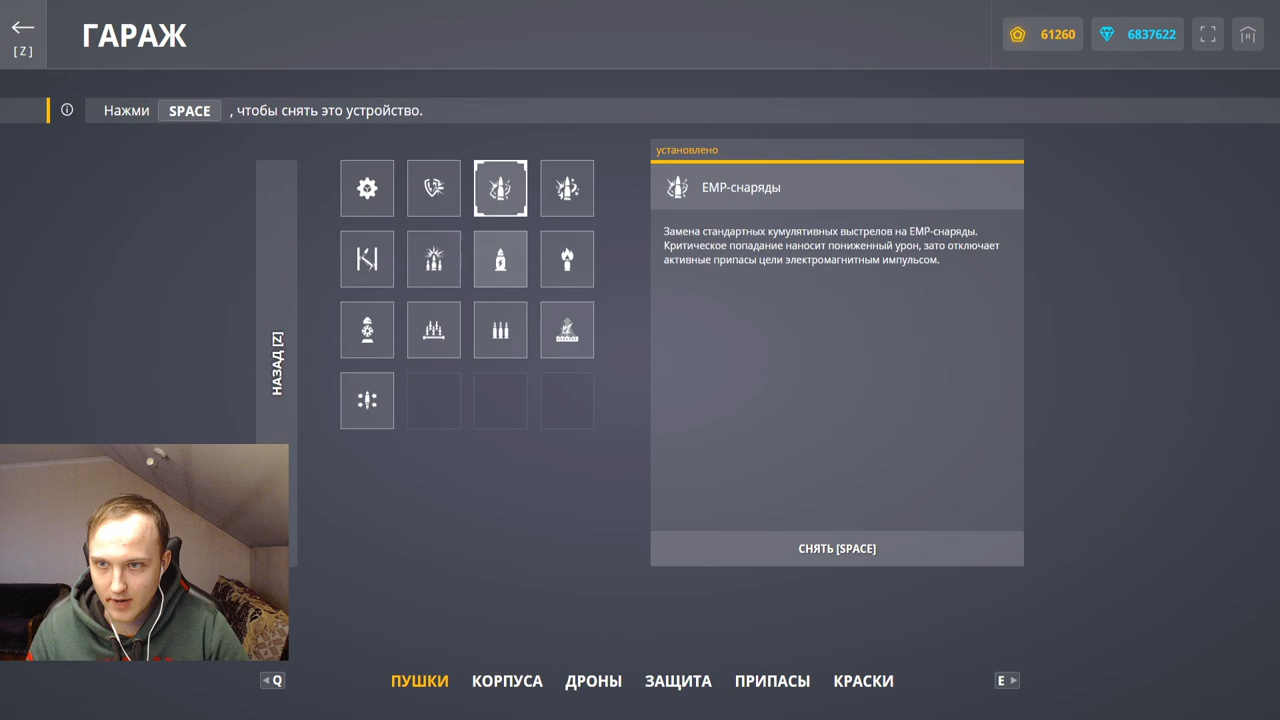 [Z]
ГАРАЖ
61260
6837622
Нажми SPACE , чтобы снять это устройство.
установлено
EMP-снаряды
Замена стандартных кумулятивных выстрелов на EMP-снаряды.
Критическое попадание наносит пониженный урон, зато отключает
активные припасы цели электромагнитным импульсом.
НАЗАД [Z]
СНЯТЬ [SPACE]
Q
ПУШКИ КОРПУСА ДРОНЫ ЗАЩИТА ПРИПАСЫ КРАСКИ
E